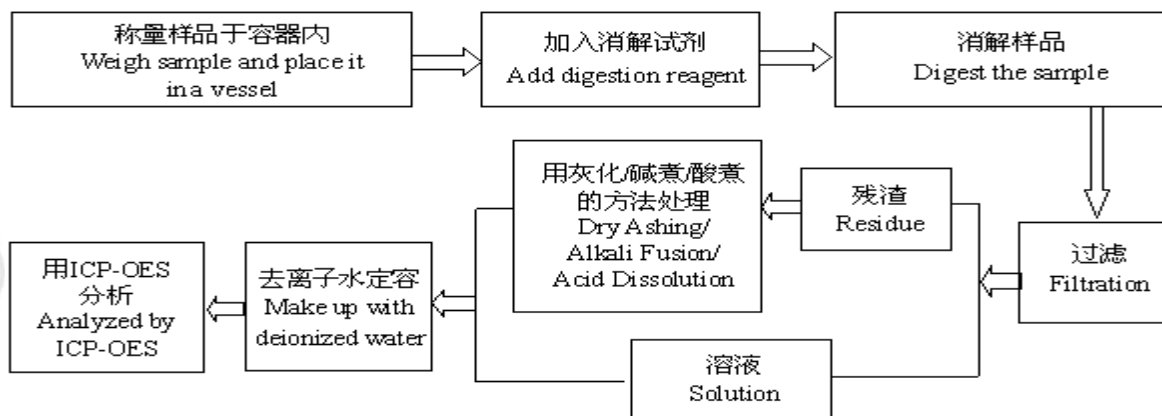 称量样品于容器内
Weigh sample and place it
in a vessel
加入消解试剂
Add digestion reagent
消解样品
Digest the sample
过滤
Filtration
残渣
Residue
用灰化/碱煮/酸煮
的方法处理
Dry Ashing/
Alkali Fusion/
Acid Dissolution
溶液
Solution
去离子水定容
Make up with
deionized water
用ICP-OES
分析
Analyzed by
ICP-OES